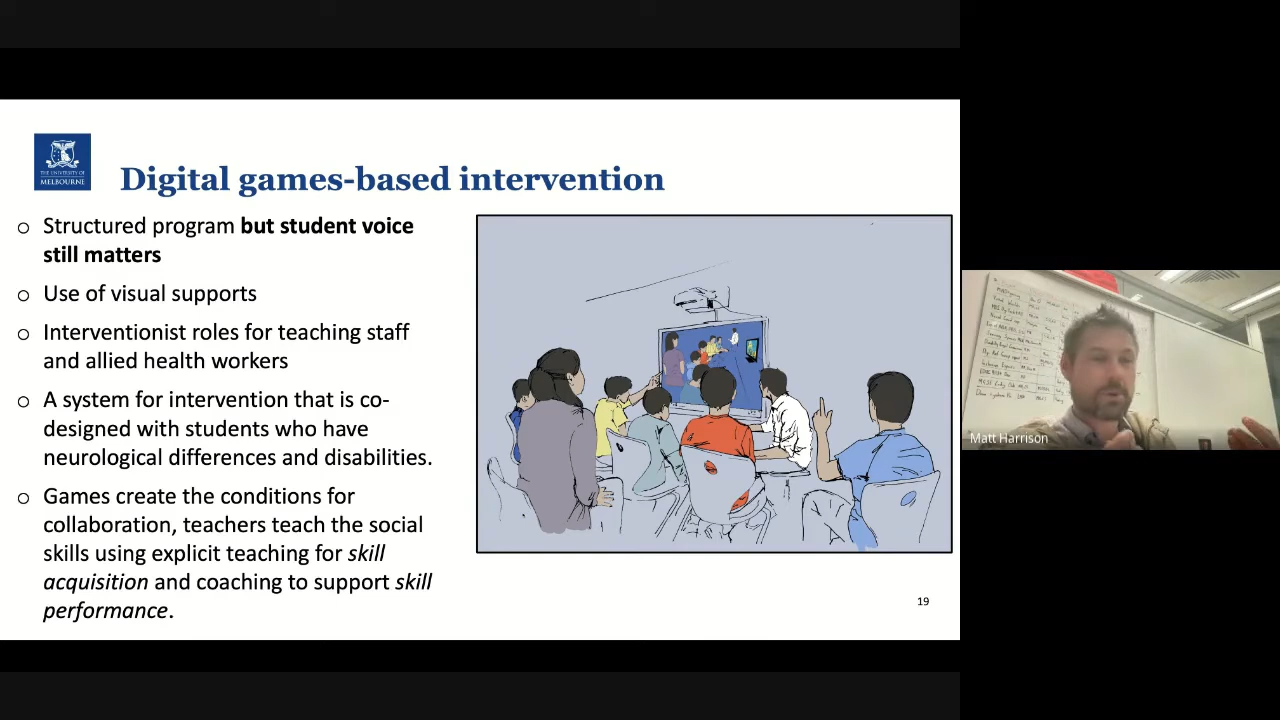 THE UNIVERSITY OF
MELBOURNE
Digital games-based intervention
○ Structured program but student voice
still matters
○ Use of visual supports
○ Interventionist roles for teaching staff
and allied health workers
○ A system for intervention that is co-
designed with students who have
neurological differences and disabilities.
○ Games create the conditions for
collaboration, teachers teach the social
skills using explicit teaching for skill
acquisition and coaching to support skill
performance.
19
Matt Harrison